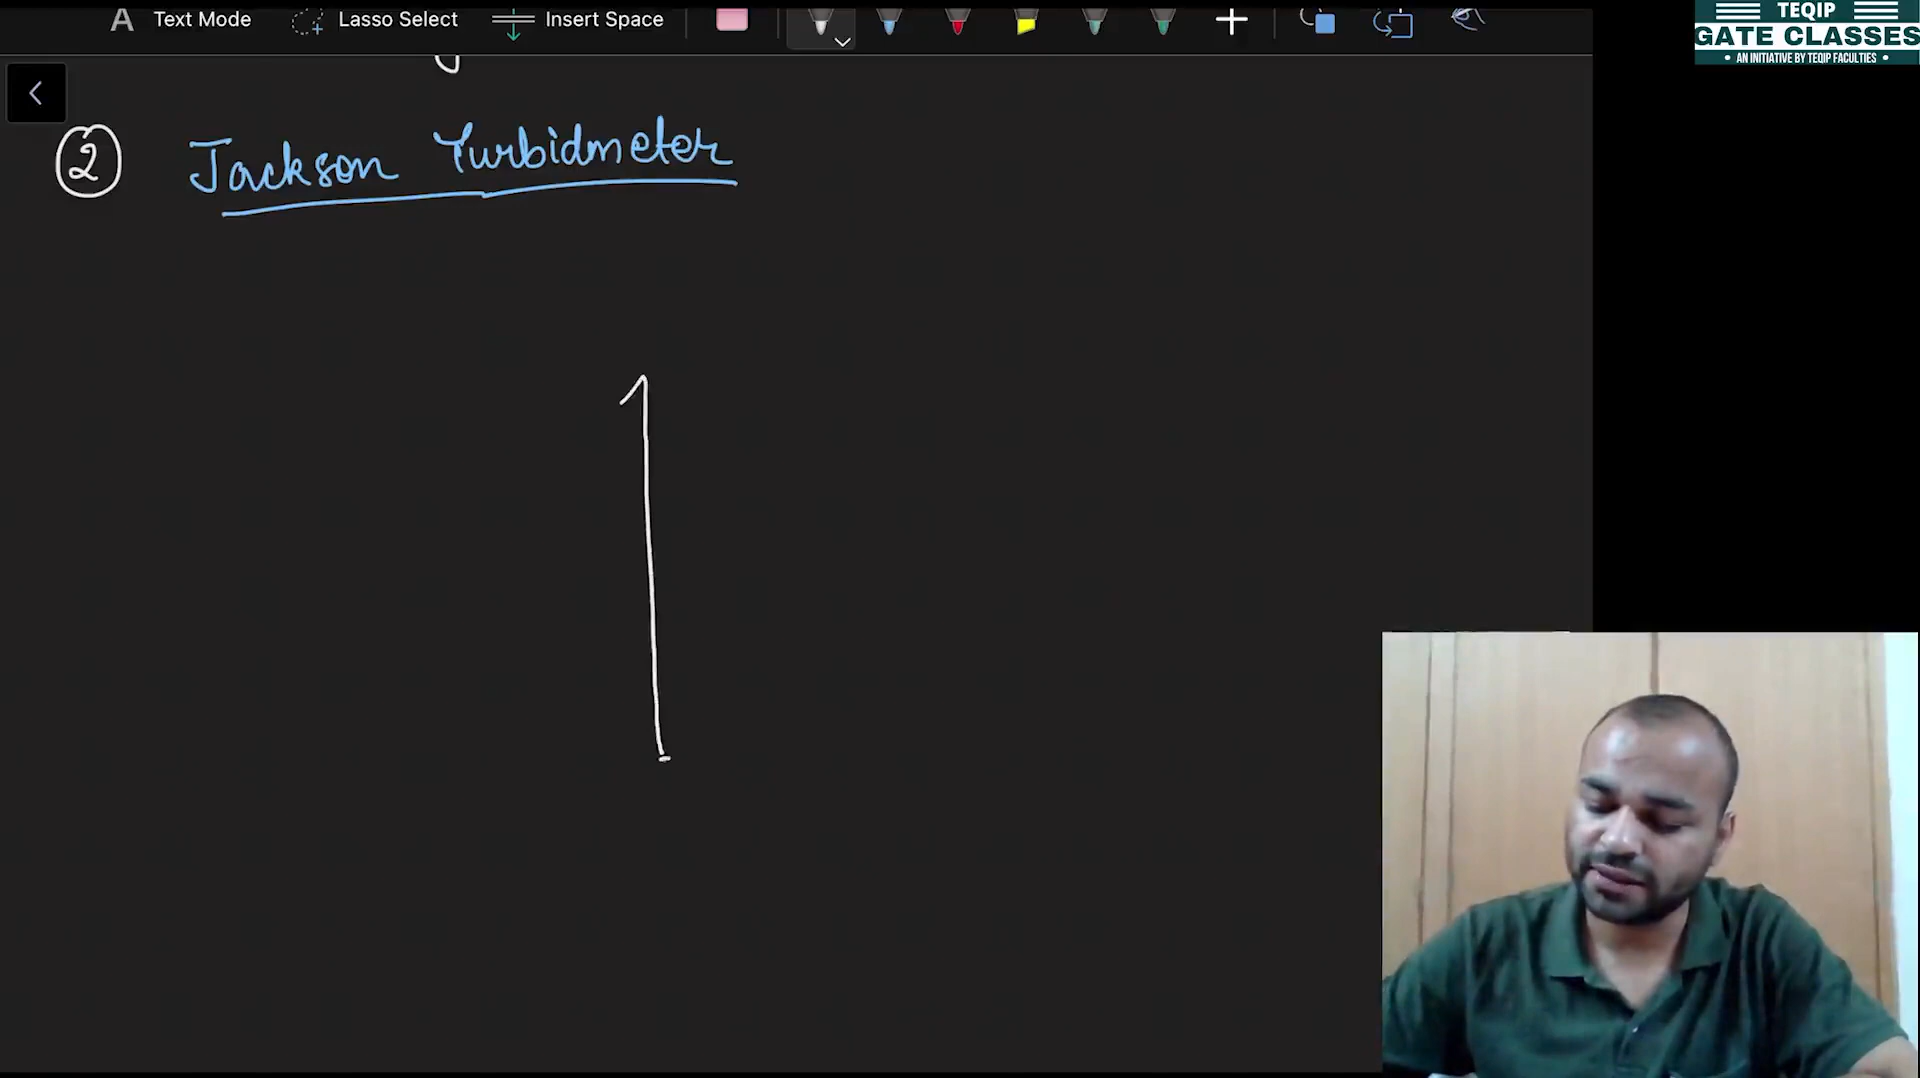 A Text Mode Lasso Select Insert Space
TEQIP
GATE CLASSES
• AN INITIATIVE BY TEQIP FACULTIES •
② Jackson Turbidmeter